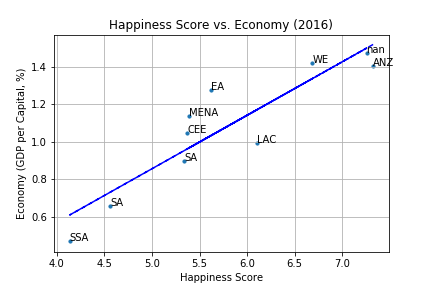 Happiness Score vs. Economy (2016)
Economy (GDP per Capital, %)
1.4
1.2
1.0
0.8
0.6
nan
ANZ
WE
EA
MENA
CEE
LAC
SA
SA
SSA
4.0 4.5 5.0 5.5 6.0 6.5 7.0
Happiness Score